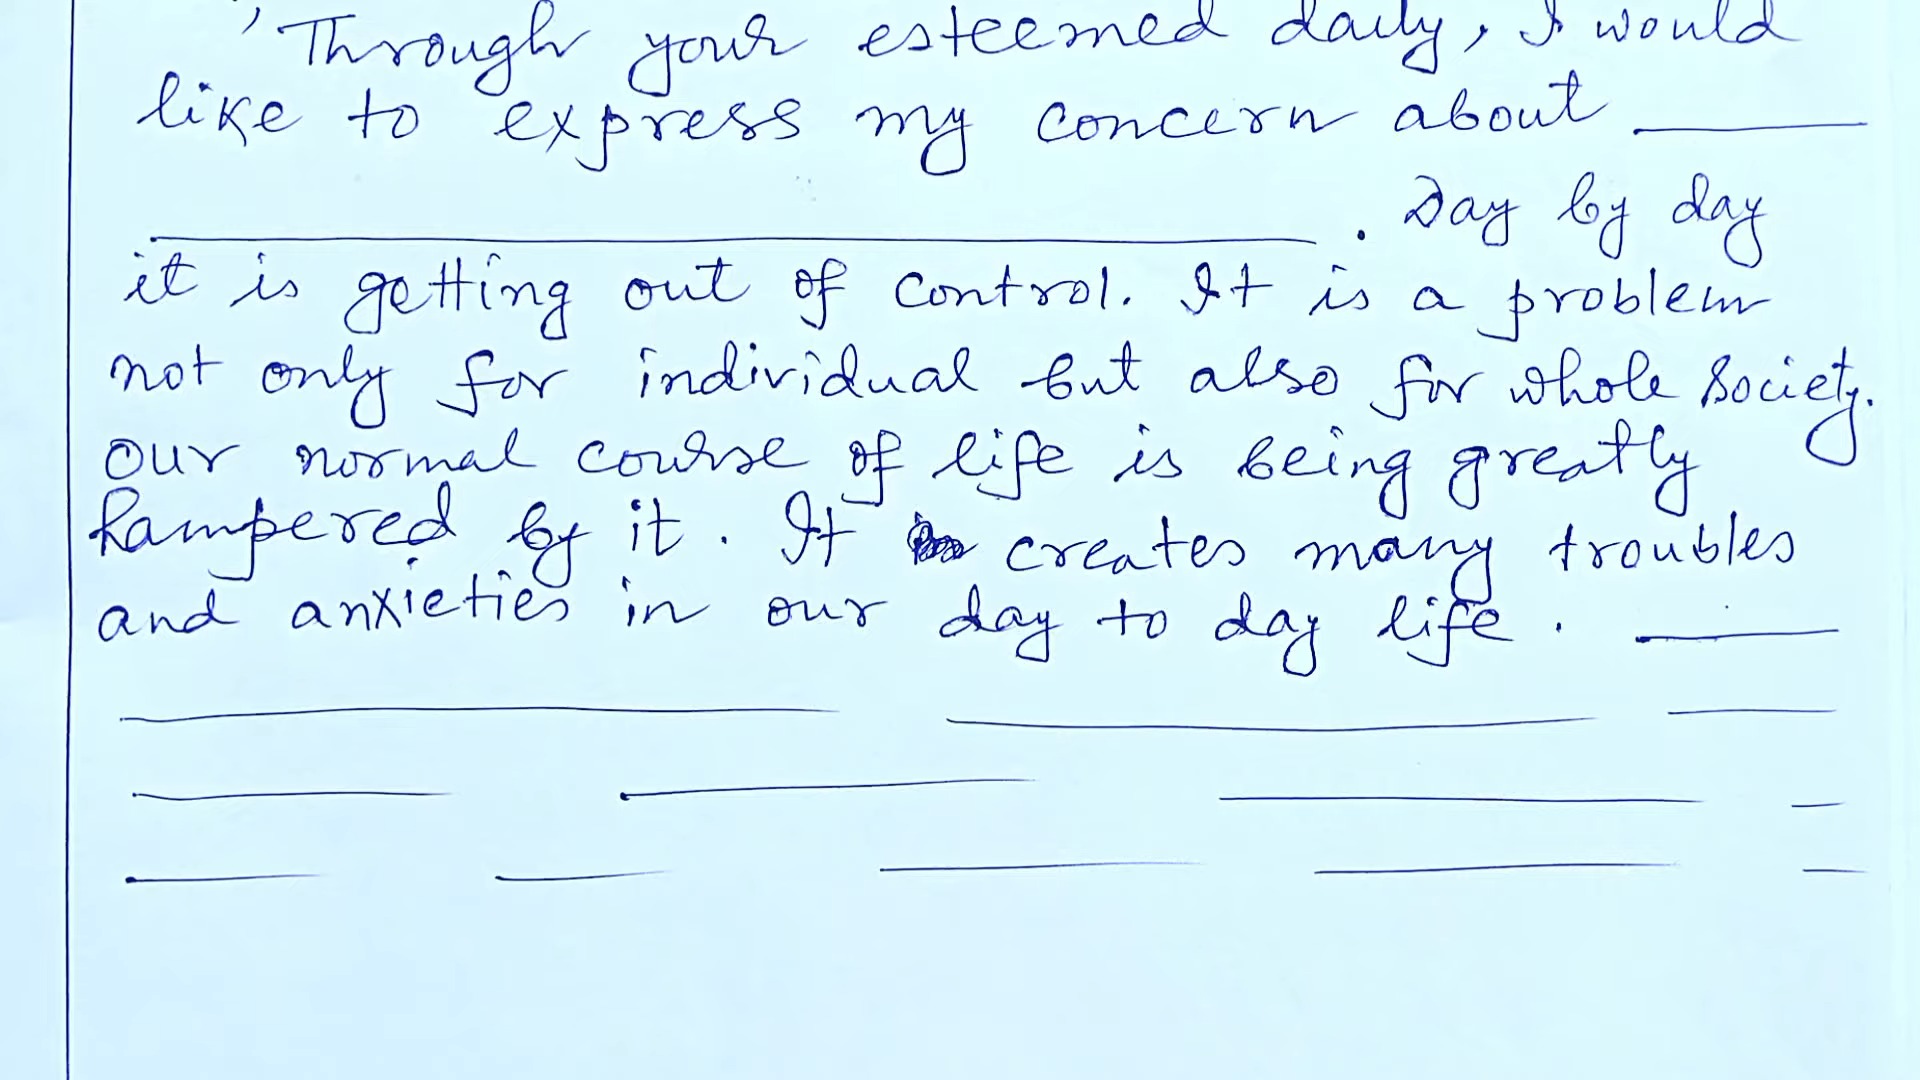 Through your esteemed daily, I would
like to express my concern about ______
______________. Day by day
it is getting out of control. It is a problem
not only for individual but also for whole society.
Our normal course of life is being greatly
hampered by it. It creates many troubles
and anxieties in our day to day life. ______